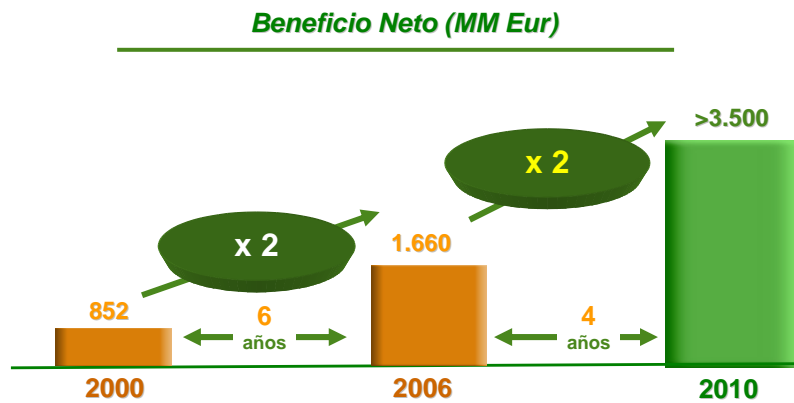 Beneficio Neto (MM Eur)
>3.500
x 2
x 2
1.660
852
6
años
4
años
2000
2006
2010